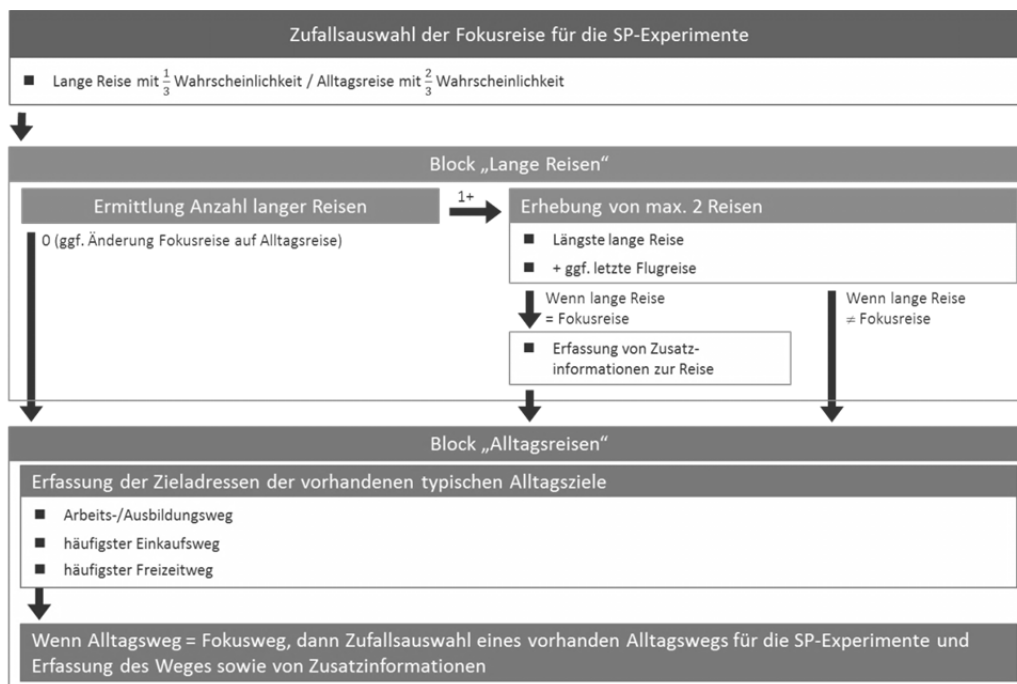 Zufallsauswahl der Fokusreise für die SP-Experimente
■ Lange Reise mit 1/3 Wahrscheinlichkeit / Alltagsreise mit 2/3 Wahrscheinlichkeit
Block „Lange Reisen“
Ermittlung Anzahl langer Reisen
1+
Erhebung von max. 2 Reisen
0 (ggf. Änderung Fokusreise auf Alltagsreise)
■ Längste lange Reise
■ + ggf. letzte Flugreise
Wenn lange Reise
= Fokusreise
Wenn lange Reise
≠ Fokusreise
■ Erfassung von Zusatz-
informationen zur Reise
Block „Alltagsreisen“
Erfassung der Zieladressen der vorhandenen typischen Alltagsziele
■ Arbeits-/Ausbildungsweg
■ häufigster Einkaufsweg
■ häufigster Freizeitweg
Wenn Alltagsweg = Fokusweg, dann Zufallsauswahl eines vorhanden Alltagswegs für die SP-Experimente und
Erfassung des Weges sowie von Zusatzinformationen